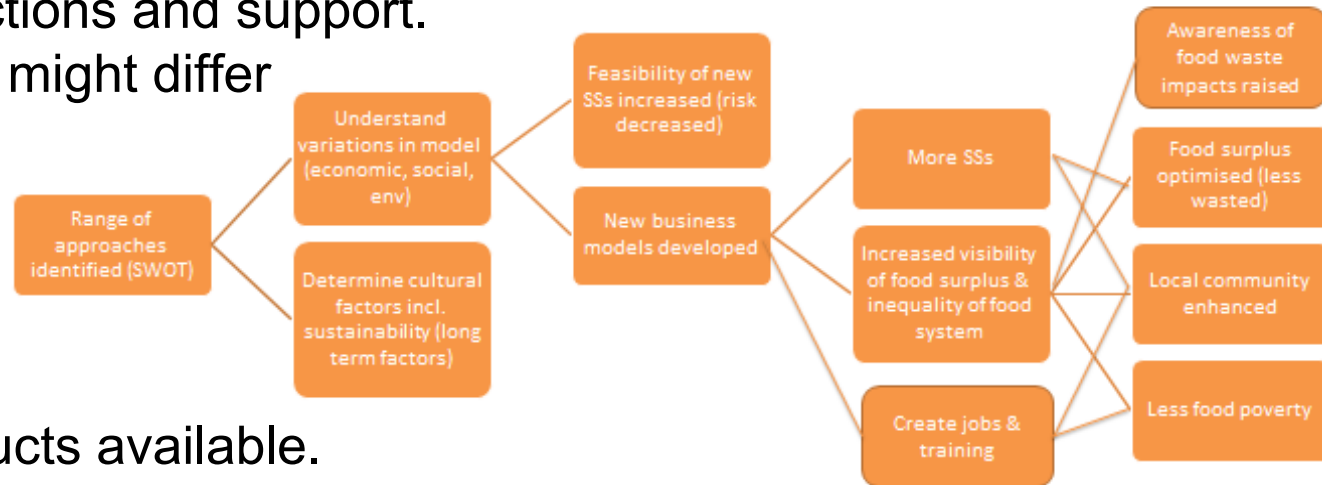 ctions and support.
might differ
Range of
approaches
identified (SWOT)
Understand
variations in model
(economic, social,
env)
Determine cultural
factors incl.
sustainability (long
term factors)
Feasibility of new
SSs increased (risk
decreased)
New business
models developed
More SSs
Increased visibility
of food surplus &
inequality of food
system
Create jobs &
training
Awareness of
food waste
impacts raised
Food surplus
optimised (less
wasted)
Local community
enhanced
Less food poverty
ucts available.